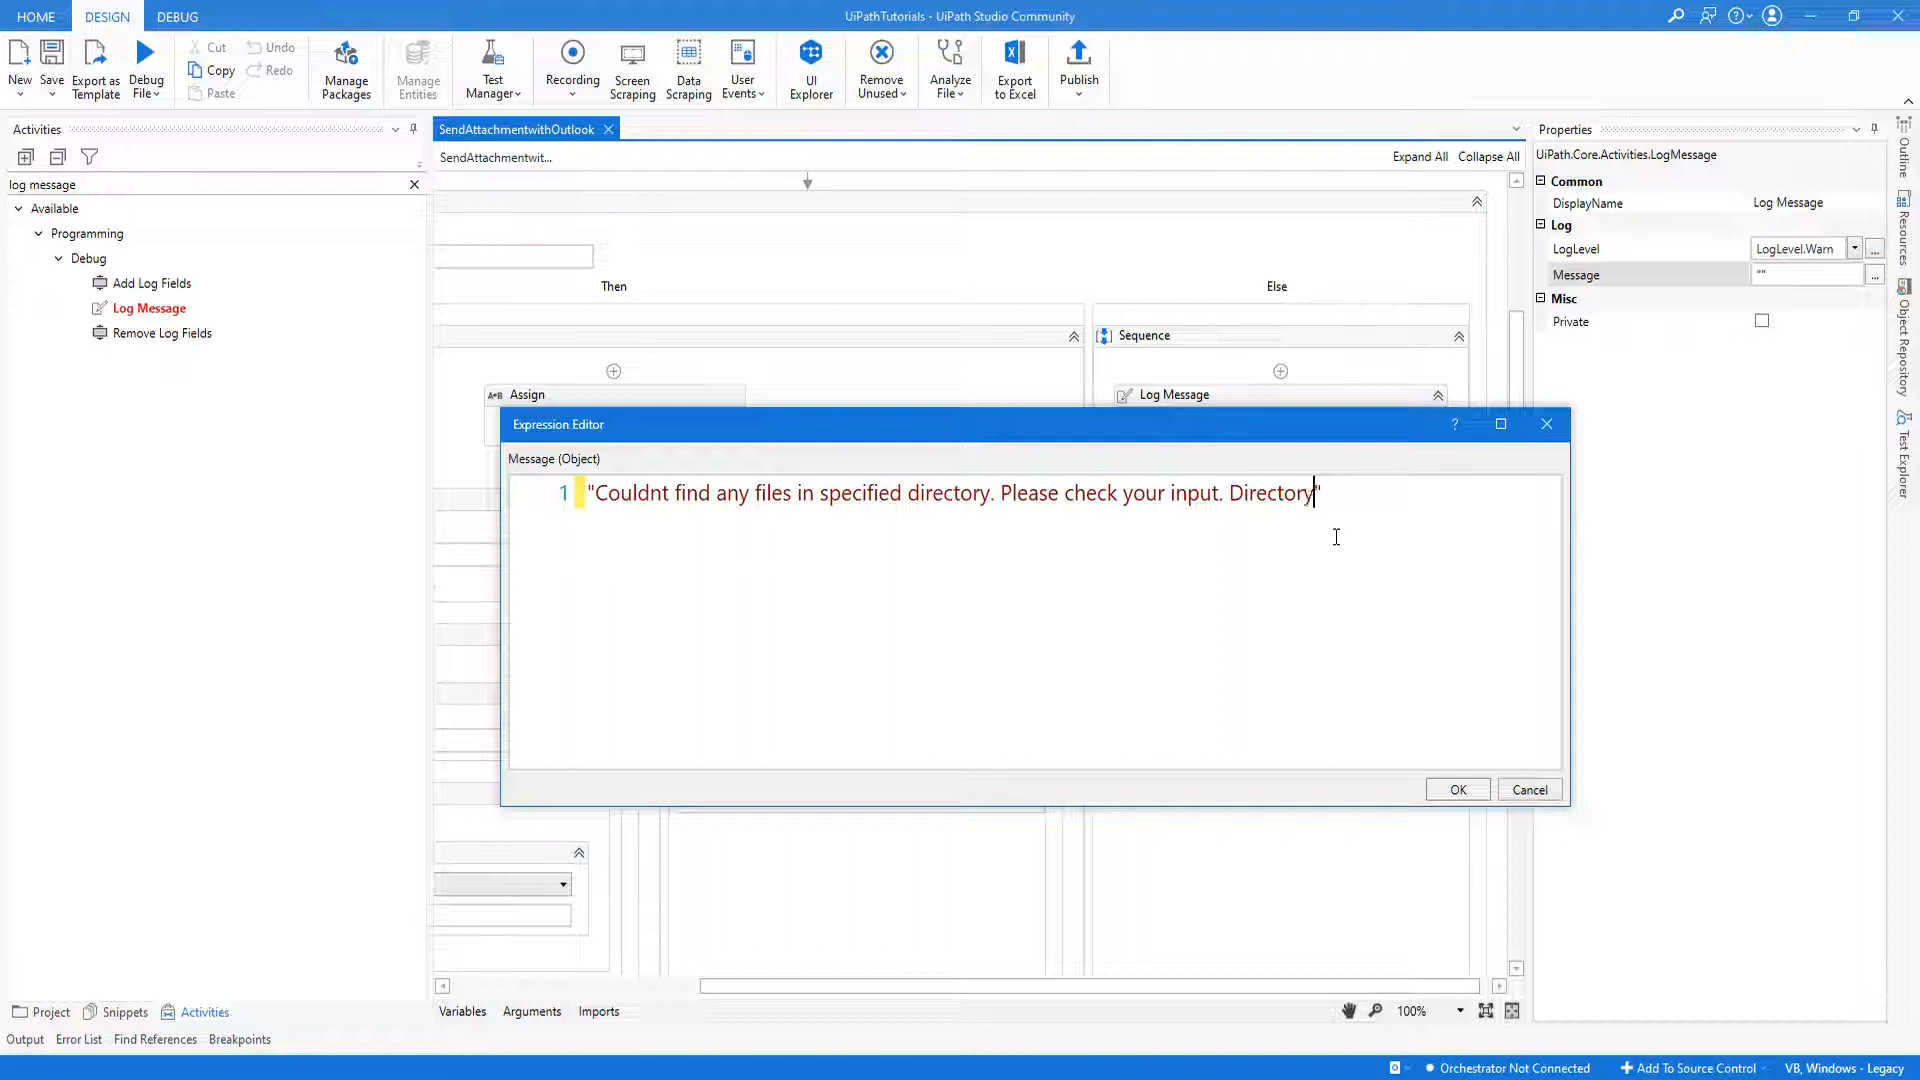 HOME DESIGN DEBUG UiPathTutorials - UiPath Studio Community
New Save Export as Template Debug File Cut Copy Paste Undo Redo Manage Packages Manage Entities Test Manager Recording Screen Scraping Data Scraping User Events UI Explorer Remove Unused Analyze File Export to Excel Publish
Activities
log message
Available
Programming
Debug
Add Log Fields
Log Message
Remove Log Fields
SendAttachmentwithOutlook
SendAttachmentwit...
Expand All Collapse All
Then Else
Sequence
A+B Assign
Log Message
Expression Editor
?
Message (Object)
1 "Couldnt find any files in specified directory. Please check your input. Directory"
OK Cancel
Properties
UiPath.Core.Activities.LogMessage
Common
DisplayName Log Message
Log
LogLevel LogLevel.Warn ...
Message "" ...
Misc
Private
Outline
Resources
Object Repository
Test Explorer
Project Snippets Activities
Variables Arguments Imports 100%
Output Error List Find References Breakpoints
Orchestrator Not Connected Add To Source Control VB, Windows - Legacy